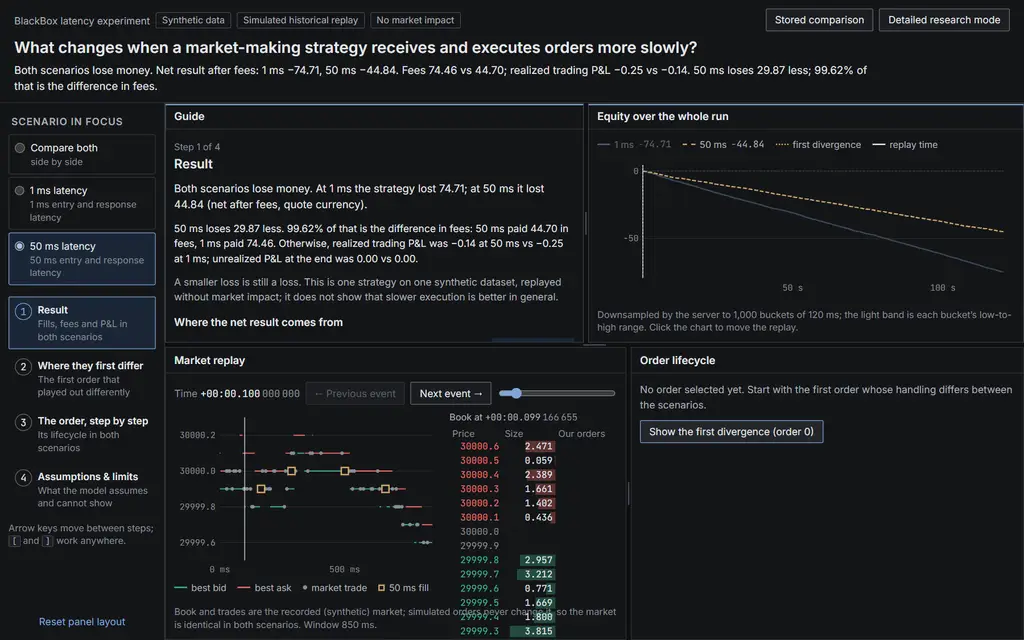 BlackBox latency experiment
Synthetic data
Simulated historical replay
No market impact
Stored comparison
Detailed research mode
What changes when a market-making strategy receives and executes orders more slowly?
Both scenarios lose money. Net result after fees: 1 ms −74.71, 50 ms −44.84. Fees 74.46 vs 44.70; realized trading P&L −0.25 vs −0.14. 50 ms loses 29.87 less; 99.62% of
that is the difference in fees.
SCENARIO IN FOCUS
Compare both
side by side
1 ms latency
1 ms entry and response
latency
50 ms latency
50 ms entry and response
latency
1
Result
Fills, fees and P&L in
both scenarios
2
Where they first differ
The first order that
played out differently
3
The order, step by step
Its lifecycle in both
scenarios
4
Assumptions & limits
What the model assumes
and cannot show
Arrow keys move between steps;
[ and ] work anywhere.
Reset panel layout
Guide
Step 1 of 4
Result
Both scenarios lose money. At 1 ms the strategy lost 74.71; at 50 ms it lost
44.84 (net after fees, quote currency).
50 ms loses 29.87 less. 99.62% of that is the difference in fees: 50 ms paid 44.70 in
fees, 1 ms paid 74.46. Otherwise, realized trading P&L was −0.14 at 50 ms vs −0.25
at 1 ms; unrealized P&L at the end was 0.00 vs 0.00.
A smaller loss is still a loss. This is one strategy on one synthetic dataset, replayed
without market impact; it does not show that slower execution is better in general.
Where the net result comes from
Equity over the whole run
1 ms -74.71
50 ms -44.84
first divergence
replay time
0
-50
50 s
100 s
Downsampled by the server to 1,000 buckets of 120 ms; the light band is each bucket's low-to-
high range. Click the chart to move the replay.
Market replay
Time +00:00.100 000 000
← Previous event
Next event →
30000.2
30000.0
29999.8
29999.6
0 ms
500 ms
best bid
best ask
market trade
50 ms fill
Book and trades are the recorded (synthetic) market; simulated orders never change it, so the market
is identical in both scenarios. Window 850 ms.
Book at +00:00.099 166 655
Price Size Our orders
30000.6 2.471
30000.5 0.059
30000.4 2.389
30000.3 1.661
30000.2 1.402
30000.1 0.436
30000.0
29999.9
29999.8 2.957
29999.7 3.212
29999.6 0.771
29999.5 1.669
29999.4 1.800
29999.3 3.815
Order lifecycle
No order selected yet. Start with the first order whose handling differs between
the scenarios.
Show the first divergence (order 0)